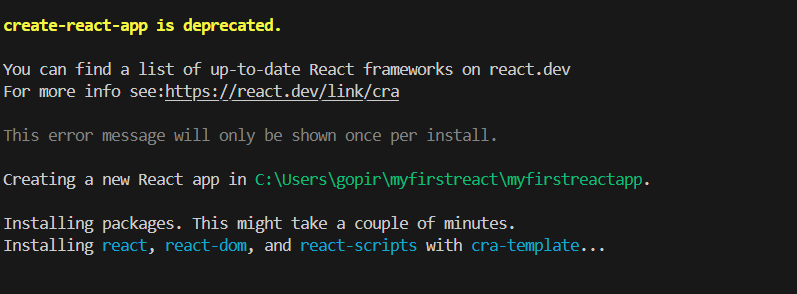 create-react-app is deprecated.
You can find a list of up-to-date React frameworks on react.dev
For more info see:https://react.dev/link/cra
This error message will only be shown once per install.
Creating a new React app in C:\Users\gopir\myfirstreact\myfirstreactapp.
Installing packages. This might take a couple of minutes.
Installing react, react-dom, and react-scripts with cra-template...